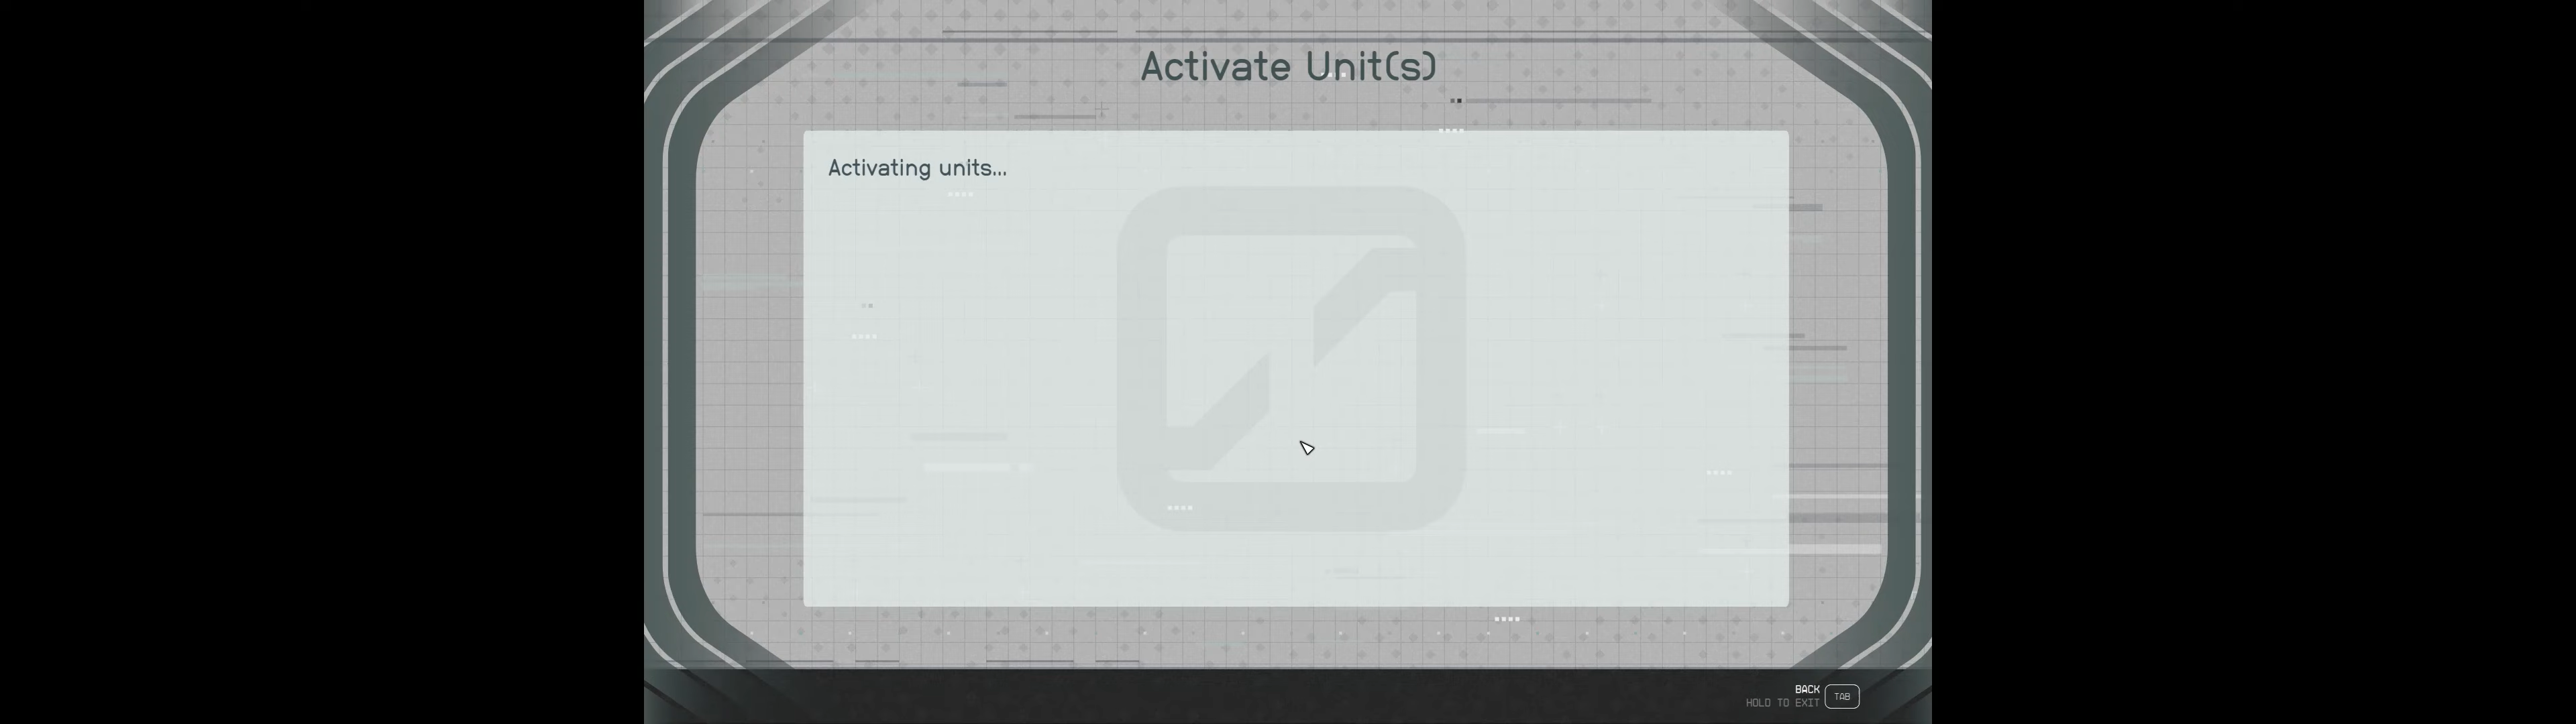 Activate Unit(s)
Activating units...
BACK
HOLD TO EXIT
TAB